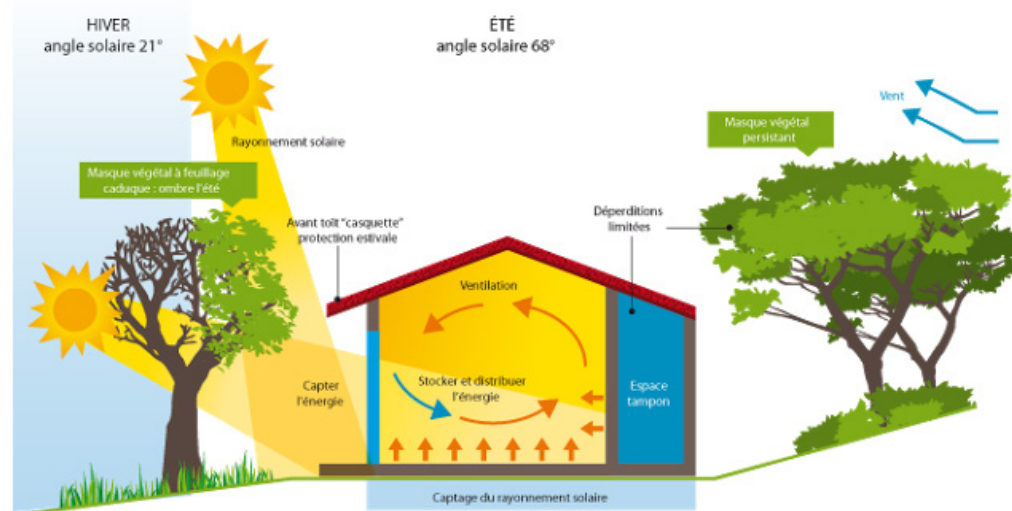 HIVER
angle solaire 21°
ÉTÉ
angle solaire 68°
Rayonnement solaire
Vent
Masque végétal
persistant
Masque végétal à feuillage
caduque : ombre l'été
Avant toît "casquette"
protection estivale
Déperditions
limitées
Ventilation
Capter
l'énergie
Stocker et distribuer
l'énergie
Espace
tampon
Captage du rayonnement solaire